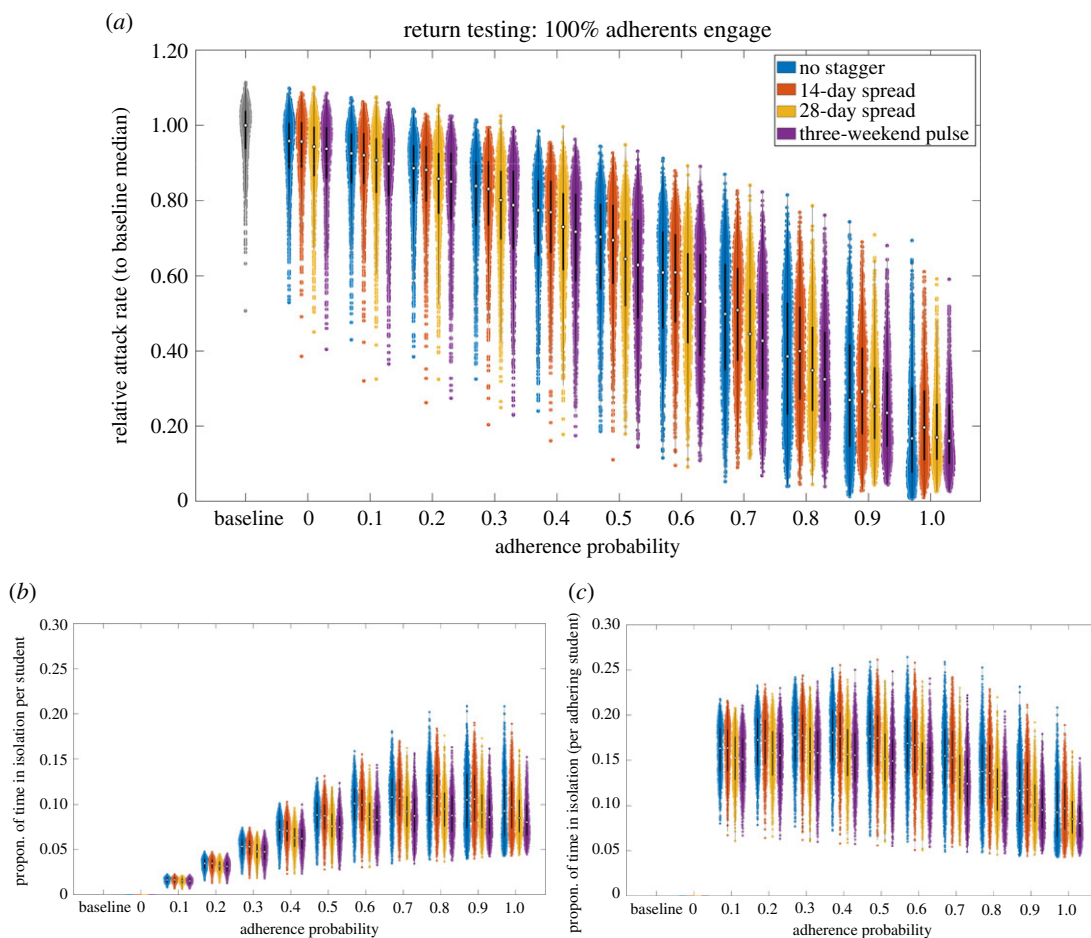 (a)
return testing: 100% adherents engage
1.20
1.00
0.80
0.60
0.40
0.20
0
relative attack rate (to baseline median)
no stagger
14-day spread
28-day spread
three-weekend pulse
baseline 0 0.1 0.2 0.3 0.4 0.5 0.6 0.7 0.8 0.9 1.0
adherence probability
(b)
0.30
0.25
0.20
0.15
0.10
0.05
0
propon. of time in isolation per student
baseline 0 0.1 0.2 0.3 0.4 0.5 0.6 0.7 0.8 0.9 1.0
adherence probability
(c)
0.30
0.25
0.20
0.15
0.10
0.05
0
propon. of time in isolation (per adhering student)
baseline 0 0.1 0.2 0.3 0.4 0.5 0.6 0.7 0.8 0.9 1.0
adherence probability